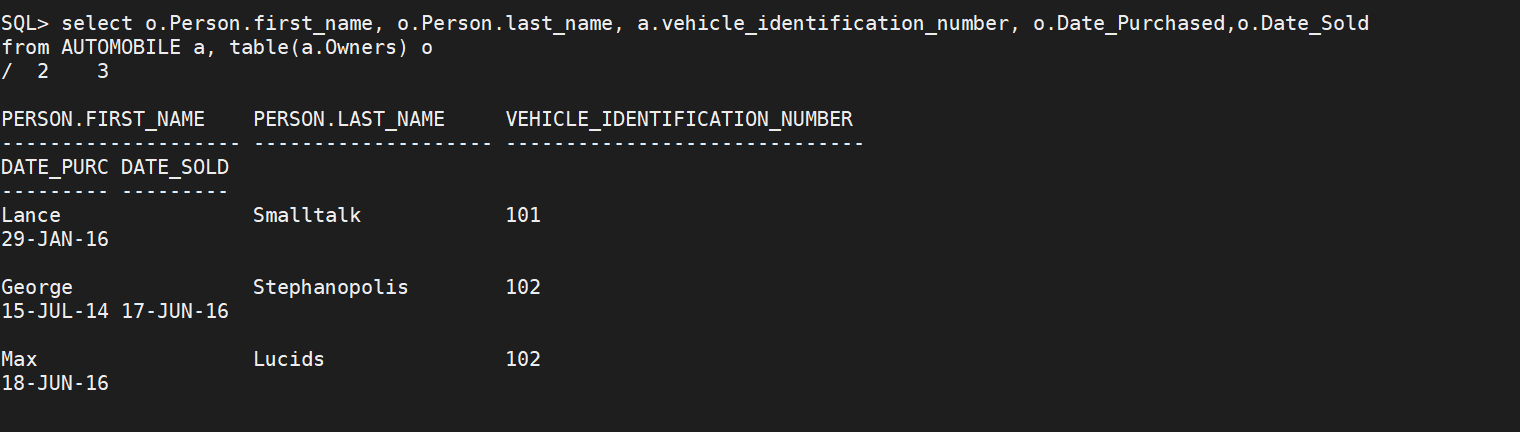 SQL> select o.Person.first_name, o.Person.last_name, a.vehicle_identification_number, o.Date_Purchased,o.Date_Sold
from AUTOMOBILE a, table(a.Owners) o
/  2    3

PERSON.FIRST_NAME    PERSON.LAST_NAME     VEHICLE_IDENTIFICATION_NUMBER
-------------------- -------------------- ------------------------------
DATE_PURC DATE_SOLD
--------- ---------
Lance                Smalltalk            101
29-JAN-16

George               Stephanopolis        102
15-JUL-14 17-JUN-16

Max                  Lucids               102
18-JUN-16